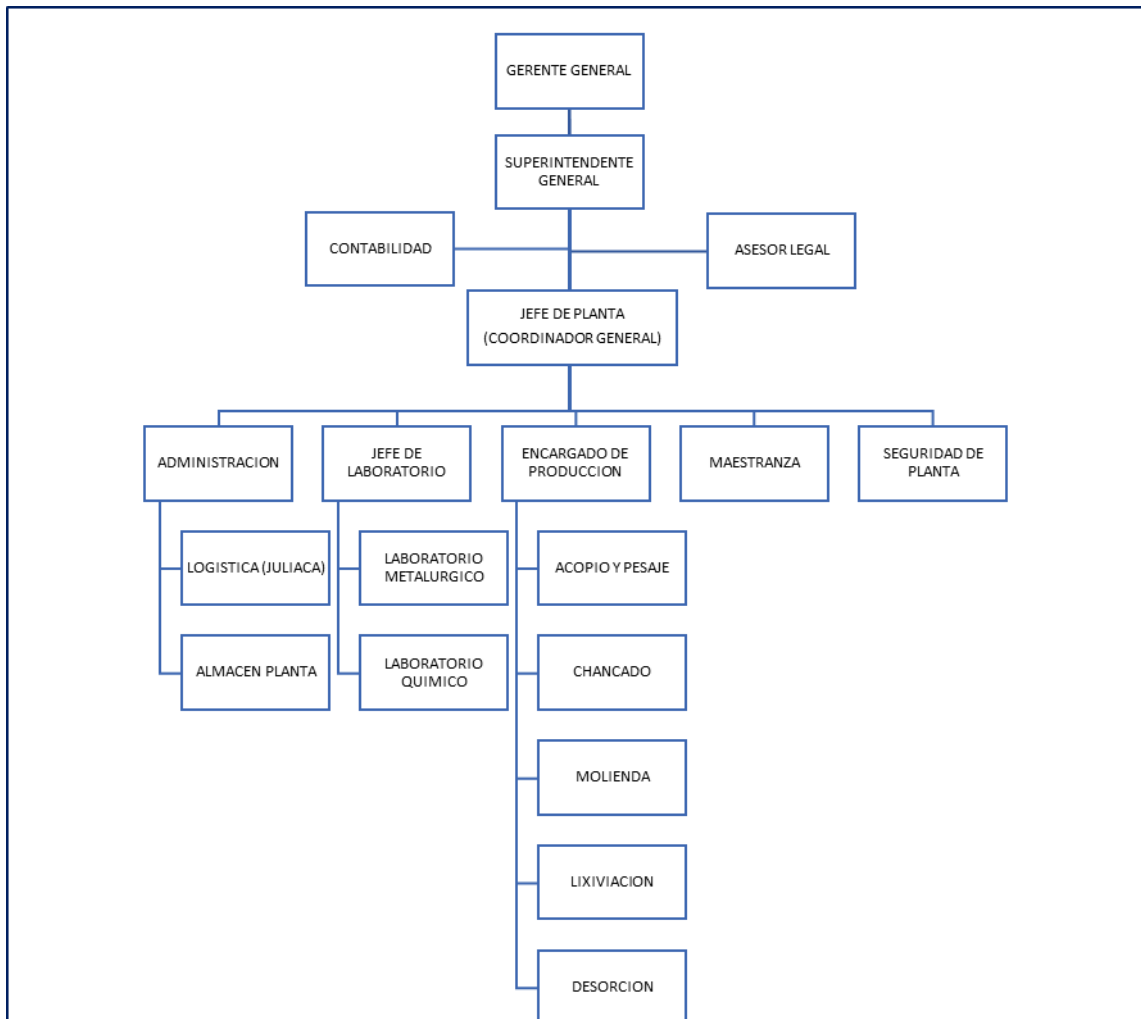 GERENTE GENERAL
SUPERINTENDENTE
GENERAL
CONTABILIDAD
ASESOR LEGAL
JEFE DE PLANTA
(COORDINADOR GENERAL)
ADMINISTRACION
JEFE DE
LABORATORIO
ENCARGADO DE
PRODUCCION
MAESTRANZA
SEGURIDAD DE
PLANTA
LOGISTICA (JULIACA)
LABORATORIO
METALURGICO
ACOPIO Y PESAJE
ALMACEN PLANTA
LABORATORIO
QUIMICO
CHANCADO
MOLIENDA
LIXIVIACION
DESORCION